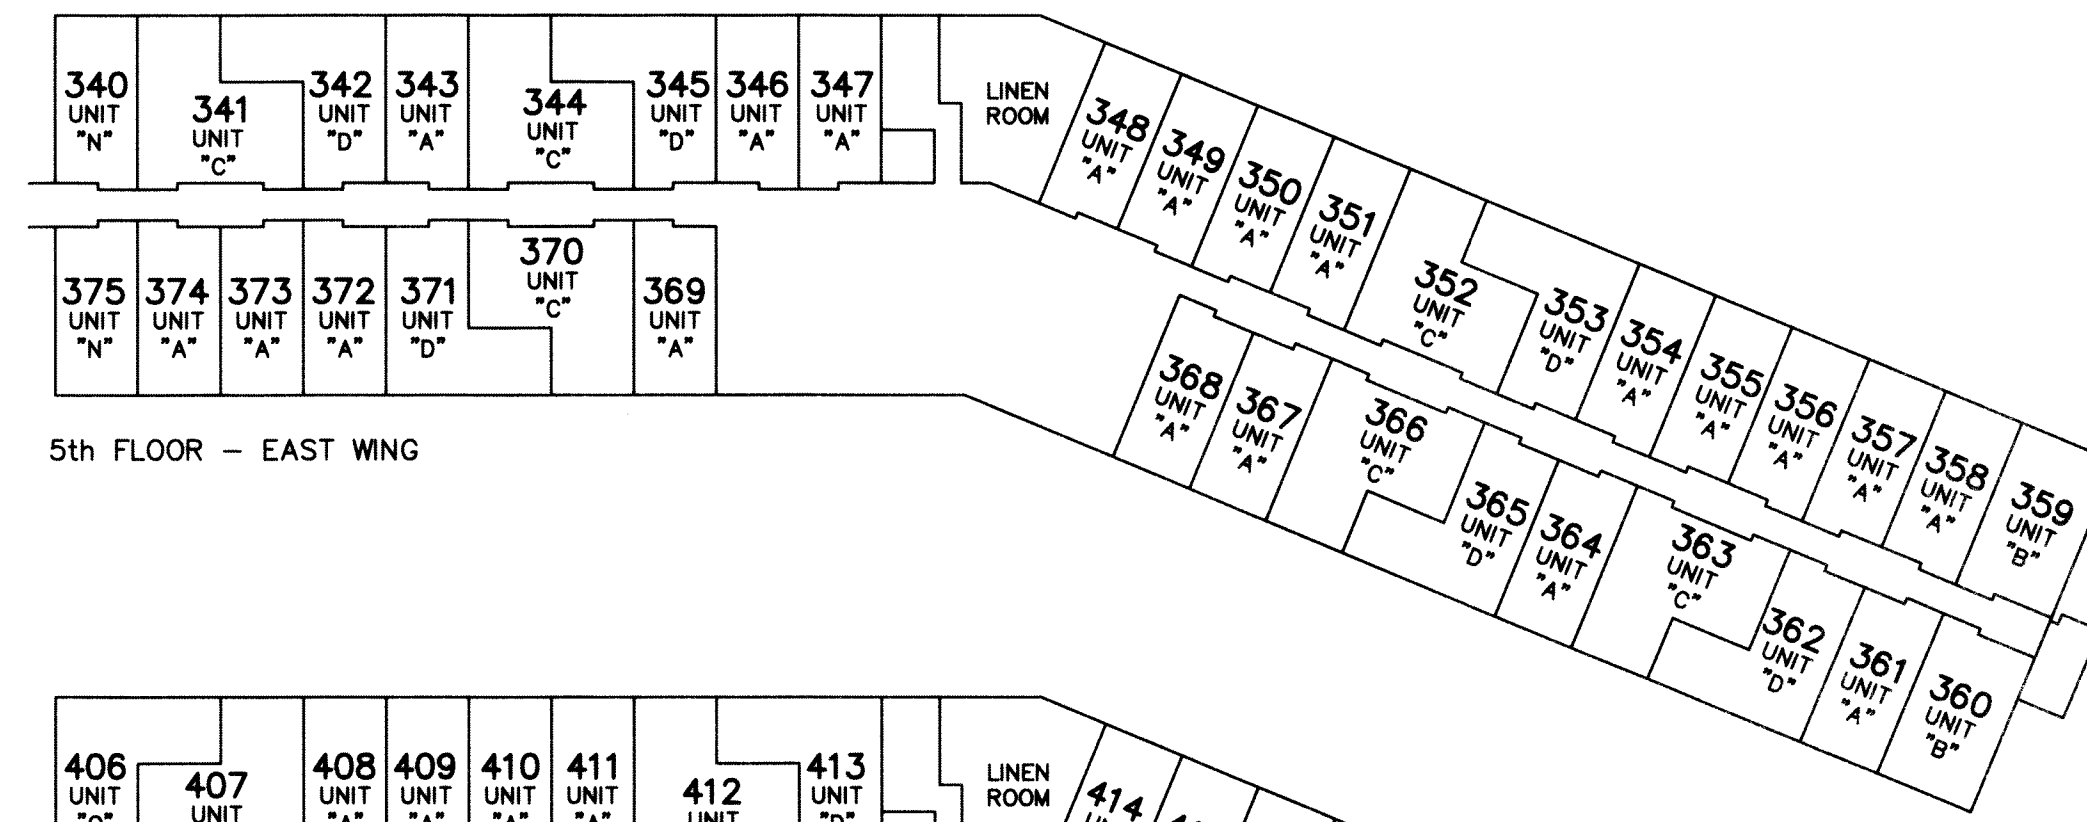 340
UNIT
"N"
341
UNIT
"C"
342
UNIT
"D"
343
UNIT
"A"
344
UNIT
"C"
345
UNIT
"D"
346
UNIT
"A"
347
UNIT
"A"
LINEN
ROOM
348
UNIT
"A"
349
UNIT
"A"
350
UNIT
"A"
351
UNIT
"A"
352
UNIT
"C"
353
UNIT
"D"
354
UNIT
"A"
355
UNIT
"A"
356
UNIT
"A"
357
UNIT
"A"
358
UNIT
"A"
359
UNIT
"B"
375
UNIT
"N"
374
UNIT
"A"
373
UNIT
"A"
372
UNIT
"A"
371
UNIT
"D"
370
UNIT
"C"
369
UNIT
"A"
368
UNIT
"A"
367
UNIT
"A"
366
UNIT
"C"
365
UNIT
"D"
364
UNIT
"A"
363
UNIT
"C"
362
UNIT
"D"
361
UNIT
"A"
360
UNIT
"B"
5th FLOOR – EAST WING
406
UNIT
407
UNIT
408
UNIT
"A"
409
UNIT
"A"
410
UNIT
"A"
411
UNIT
"A"
412
UNIT
413
UNIT
"D"
LINEN
ROOM
414